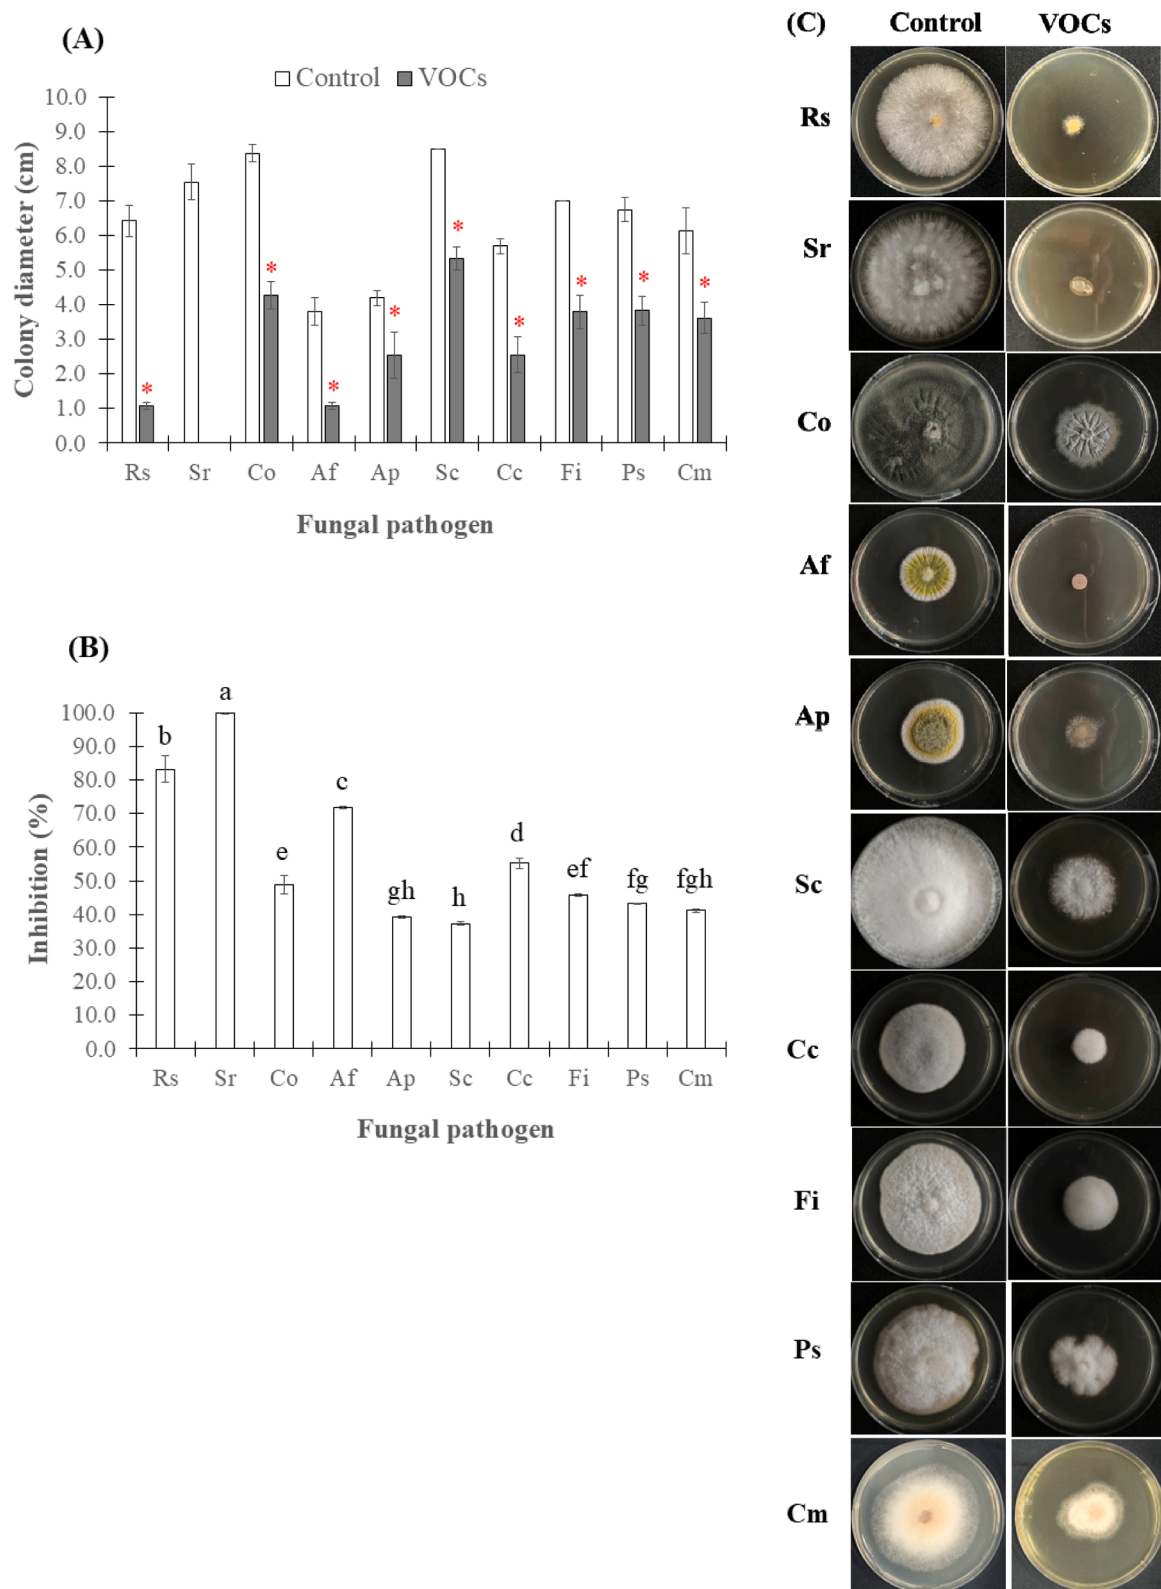 (A)
Control VOCs
Colony diameter (cm)
10.0
9.0
8.0
7.0
6.0
5.0
4.0
3.0
2.0
1.0
0.0
* * * * * * * * *
Rs Sr Co Af Ap Sc Cc Fi Ps Cm
Fungal pathogen
(B)
Inhibition (%)
100.0
90.0
80.0
70.0
60.0
50.0
40.0
30.0
20.0
10.0
0.0
b a e c gh h d ef fg fgh
Rs Sr Co Af Ap Sc Cc Fi Ps Cm
Fungal pathogen
(C) Control VOCs
Rs
Sr
Co
Af
Ap
Sc
Cc
Fi
Ps
Cm